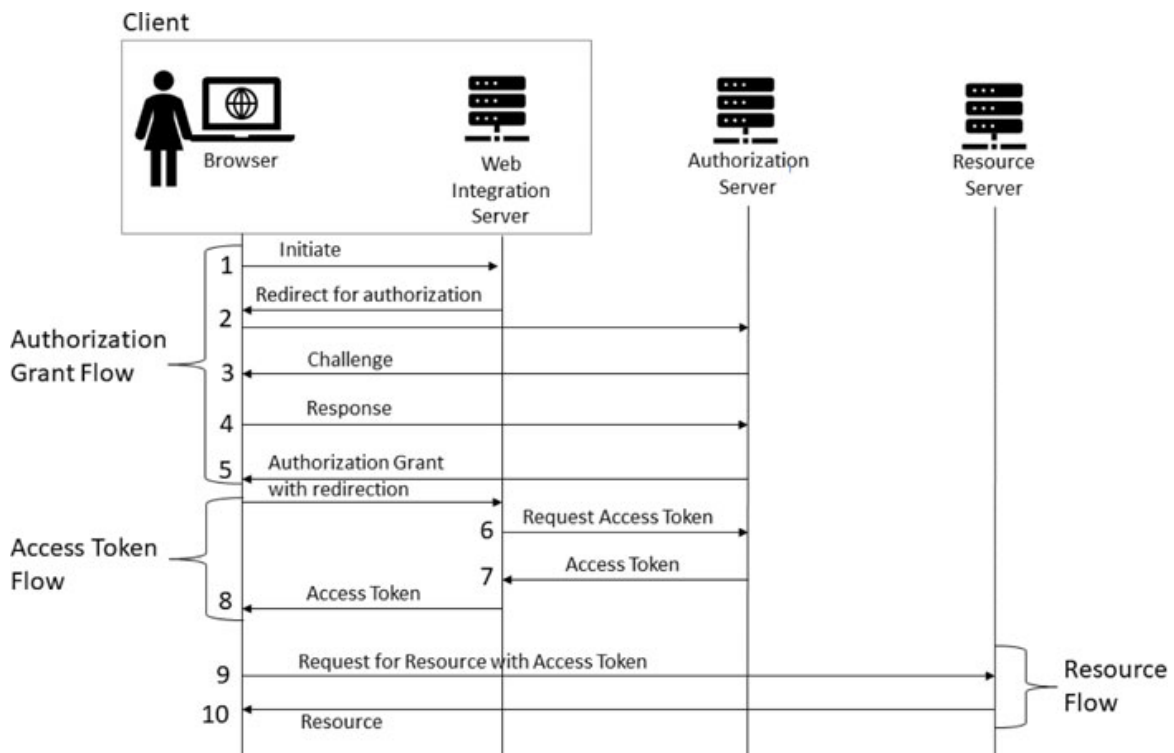 Client
Browser
Web
Integration
Server
Authorization
Server
Resource
Server
1
Initiate
Redirect for authorization
2
Authorization
Grant Flow
3
Challenge
4
Response
5
Authorization Grant
with redirection
6
Request Access Token
Access Token
Flow
7
Access Token
8
Access Token
9
Request for Resource with Access Token
Resource
Flow
10
Resource